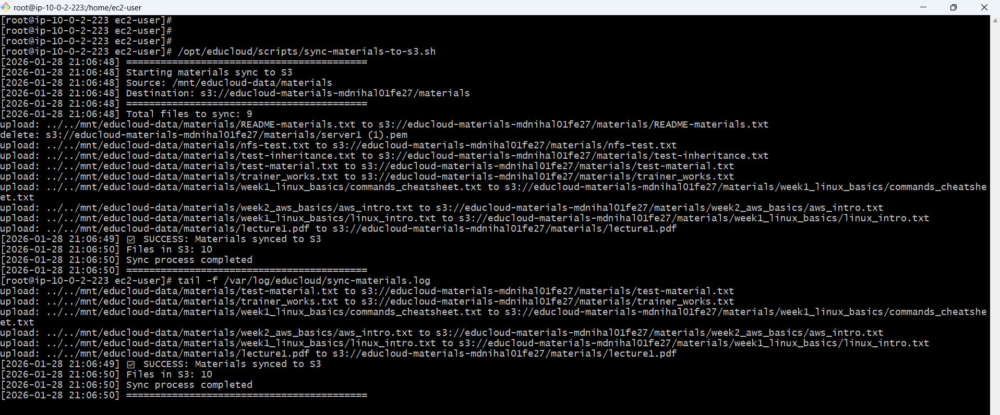 root@ip-10-0-2-223:/home/ec2-user
[root@ip-10-0-2-223 ec2-user]#
[root@ip-10-0-2-223 ec2-user]#
[root@ip-10-0-2-223 ec2-user]#
[root@ip-10-0-2-223 ec2-user]# /opt/educloud/scripts/sync-materials-to-s3.sh
[2026-01-28 21:06:48] ==========================================
[2026-01-28 21:06:48] Starting materials sync to S3
[2026-01-28 21:06:48] Source: /mnt/educloud-data/materials
[2026-01-28 21:06:48] Destination: s3://educloud-materials-mdnihal01fe27/materials
[2026-01-28 21:06:48] ==========================================
[2026-01-28 21:06:48] Total files to sync: 9
upload: ../../mnt/educloud-data/materials/README-materials.txt to s3://educloud-materials-mdnihal01fe27/materials/README-materials.txt
delete: s3://educloud-materials-mdnihal01fe27/materials/server1 (1).pem
upload: ../../mnt/educloud-data/materials/nfs-test.txt to s3://educloud-materials-mdnihal01fe27/materials/nfs-test.txt
upload: ../../mnt/educloud-data/materials/test-inheritance.txt to s3://educloud-materials-mdnihal01fe27/materials/test-inheritance.txt
upload: ../../mnt/educloud-data/materials/test-material.txt to s3://educloud-materials-mdnihal01fe27/materials/test-material.txt
upload: ../../mnt/educloud-data/materials/trainer_works.txt to s3://educloud-materials-mdnihal01fe27/materials/trainer_works.txt
upload: ../../mnt/educloud-data/materials/week1_linux_basics/commands_cheatsheet.txt to s3://educloud-materials-mdnihal01fe27/materials/week1_linux_basics/commands_cheatshe
et.txt
upload: ../../mnt/educloud-data/materials/week2_aws_basics/aws_intro.txt to s3://educloud-materials-mdnihal01fe27/materials/week2_aws_basics/aws_intro.txt
upload: ../../mnt/educloud-data/materials/week1_linux_basics/linux_intro.txt to s3://educloud-materials-mdnihal01fe27/materials/week1_linux_basics/linux_intro.txt
upload: ../../mnt/educloud-data/materials/lecture1.pdf to s3://educloud-materials-mdnihal01fe27/materials/lecture1.pdf
[2026-01-28 21:06:49] ☑ SUCCESS: Materials synced to S3
[2026-01-28 21:06:50] Files in S3: 10
[2026-01-28 21:06:50] Sync process completed
[2026-01-28 21:06:50] ==========================================
[root@ip-10-0-2-223 ec2-user]# tail -f /var/log/educloud/sync-materials.log
upload: ../../mnt/educloud-data/materials/test-material.txt to s3://educloud-materials-mdnihal01fe27/materials/test-material.txt
upload: ../../mnt/educloud-data/materials/trainer_works.txt to s3://educloud-materials-mdnihal01fe27/materials/trainer_works.txt
upload: ../../mnt/educloud-data/materials/week1_linux_basics/commands_cheatsheet.txt to s3://educloud-materials-mdnihal01fe27/materials/week1_linux_basics/commands_cheatshe
et.txt
upload: ../../mnt/educloud-data/materials/week2_aws_basics/aws_intro.txt to s3://educloud-materials-mdnihal01fe27/materials/week2_aws_basics/aws_intro.txt
upload: ../../mnt/educloud-data/materials/week1_linux_basics/linux_intro.txt to s3://educloud-materials-mdnihal01fe27/materials/week1_linux_basics/linux_intro.txt
upload: ../../mnt/educloud-data/materials/lecture1.pdf to s3://educloud-materials-mdnihal01fe27/materials/lecture1.pdf
[2026-01-28 21:06:49] ☑ SUCCESS: Materials synced to S3
[2026-01-28 21:06:50] Files in S3: 10
[2026-01-28 21:06:50] Sync process completed
[2026-01-28 21:06:50] ==========================================